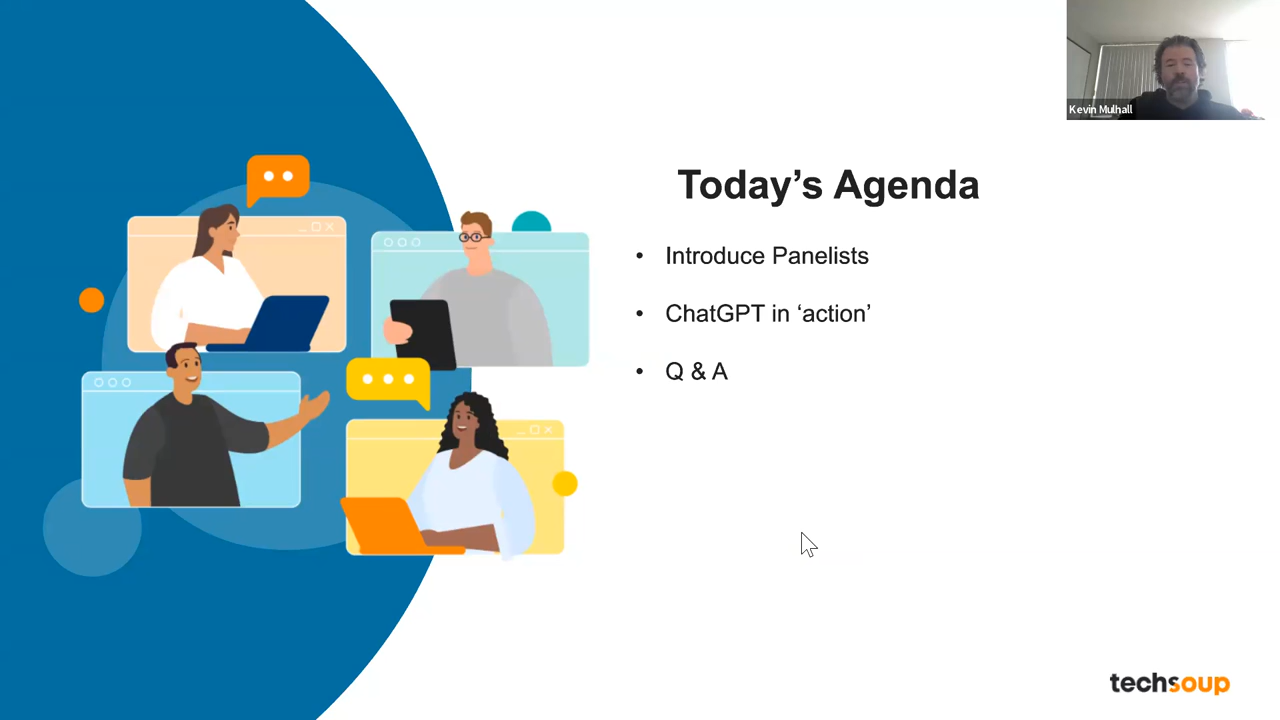 Kevin Mulhall
Today’s Agenda
• Introduce Panelists
• ChatGPT in ‘action’
• Q & A
techsoup